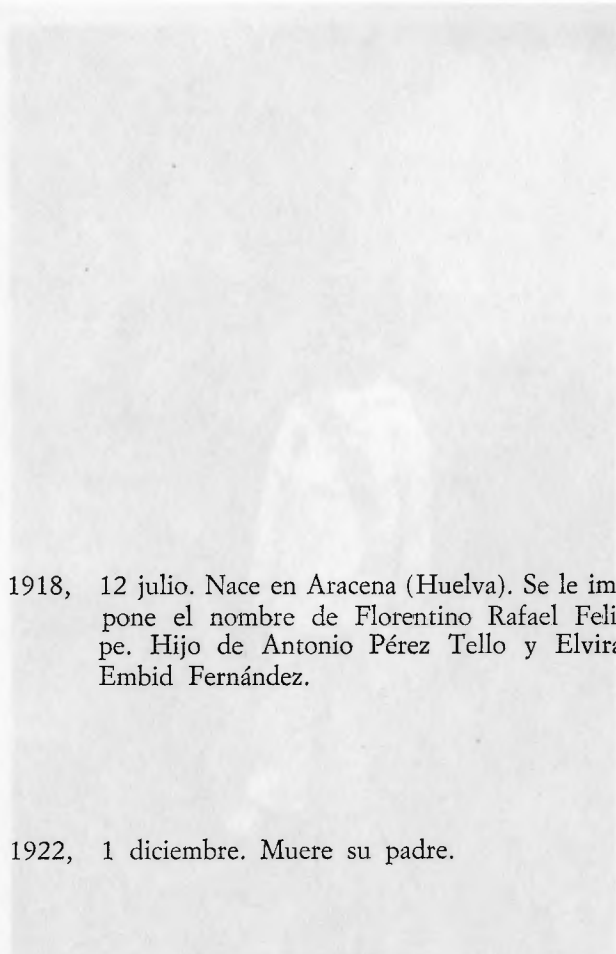 1918, 12 julio. Nace en Aracena (Huelva). Se le im
pone el nombre de Florentino Rafael Feli
pe. Hijo de Antonio Pérez Tello y Elvira
Embid Fernández.
1922, 1 diciembre. Muere su padre.